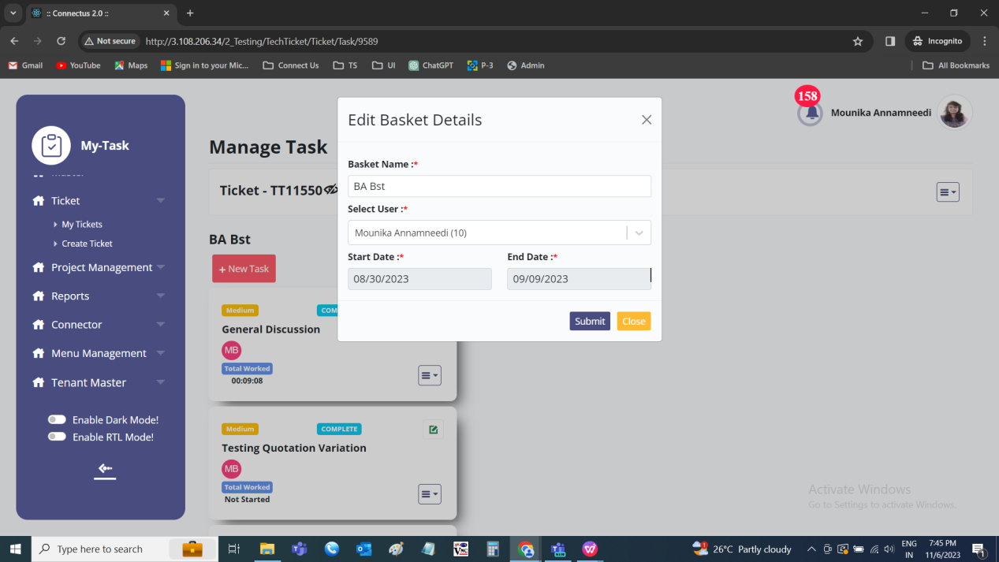 :: Connectus 2.0 ::
Not secure
http://3.108.206.34/2_Testing/TechTicket/Ticket/Task/9589
Incognito
Gmail
YouTube
Maps
Sign in to your Mic...
Connect Us
TS
UI
ChatGPT
P-3
Admin
All Bookmarks
My-Task
Ticket
My Tickets
Create Ticket
Project Management
Reports
Connector
Menu Management
Tenant Master
Enable Dark Mode!
Enable RTL Mode!
158
Mounika Annamneedi
Manage Task
Ticket - TT11550
BA Bst
+ New Task
Medium
COM
General Discussion
MB
Total Worked
00:09:08
Medium
COMPLETE
Testing Quotation Variation
MB
Total Worked
Not Started
Edit Basket Details
Basket Name :*
BA Bst
Select User :*
Mounika Annamneedi (10)
Start Date :*
End Date :*
08/30/2023
09/09/2023
Submit
Close
Activate Windows
Go to Settings to activate Windows.
Type here to search
26°C Partly cloudy
ENG
IN
7:45 PM
11/6/2023
1